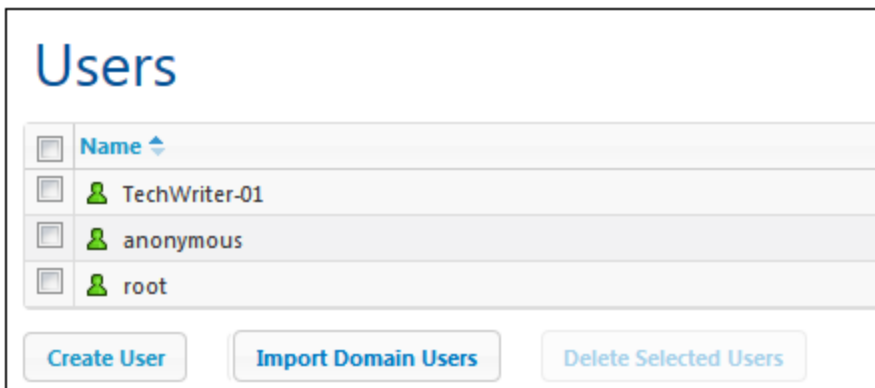 Users
Name
TechWriter-01
anonymous
root
Create User Import Domain Users Delete Selected Users